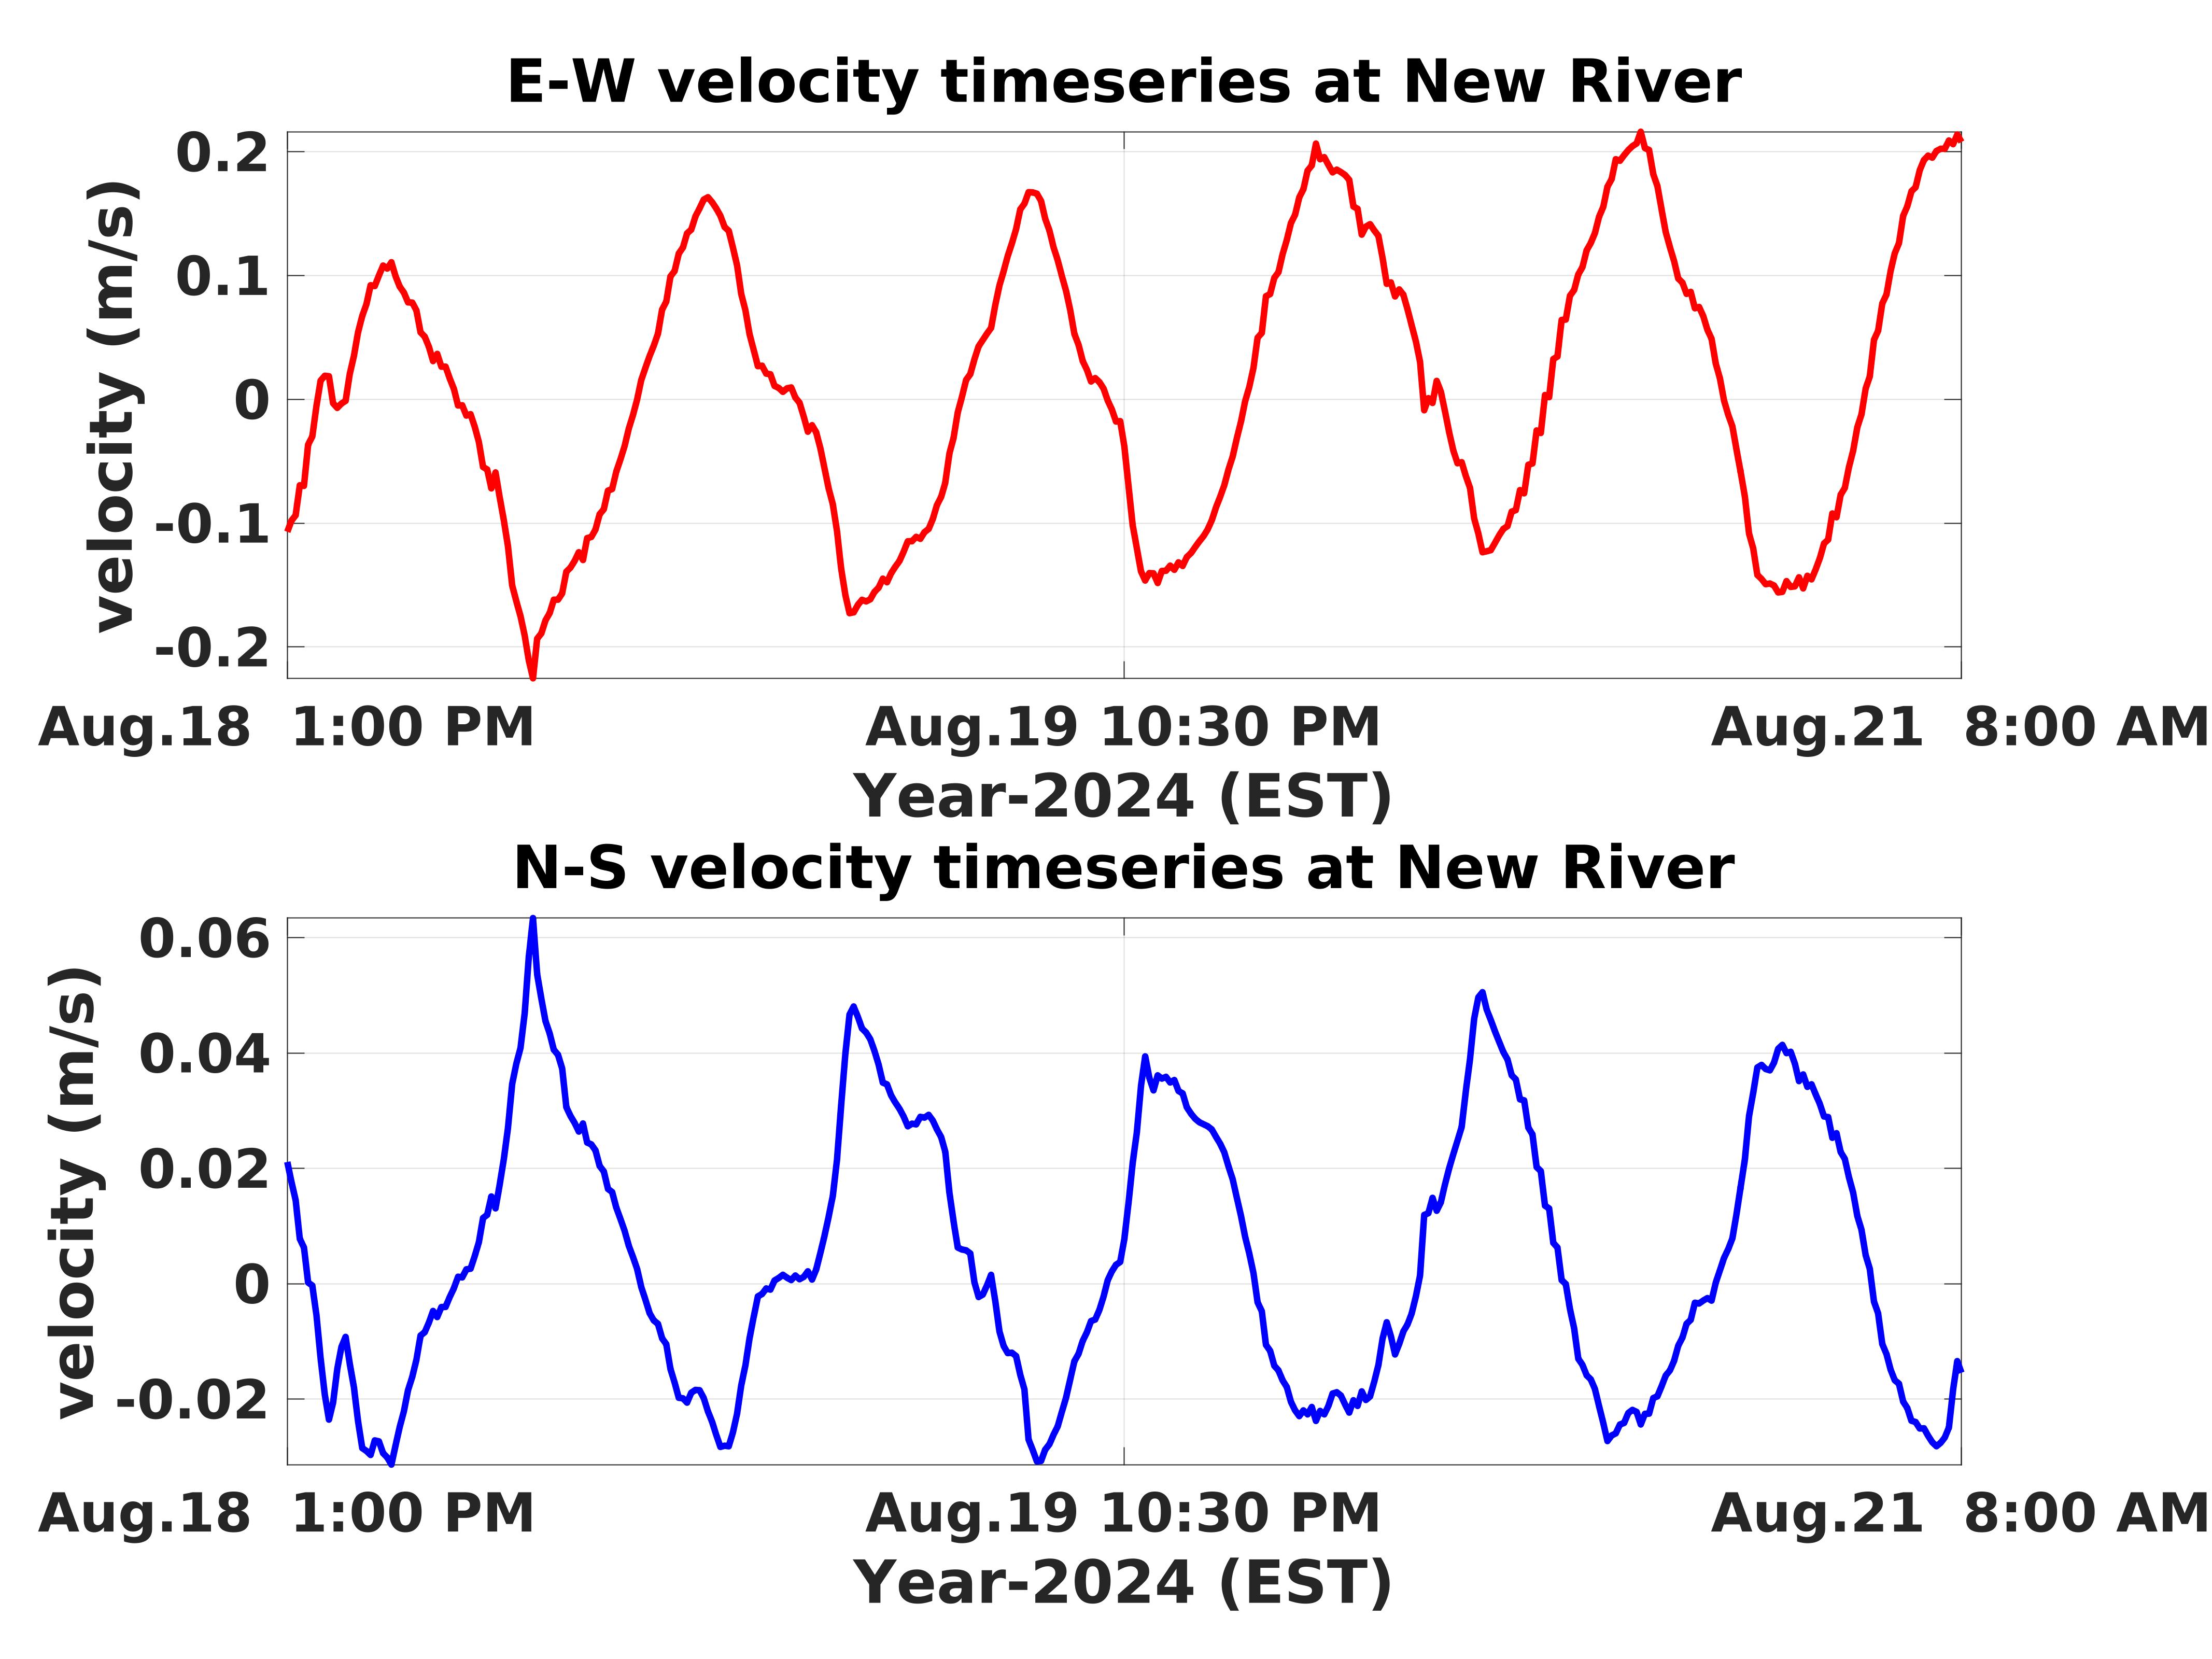 E-W velocity timeseries at New River
velocity (m/s)
0.2
0.1
0
-0.1
-0.2
Aug.18 1:00 PM
Aug.19 10:30 PM
Aug.21 8:00 AM
Year-2024 (EST)
N-S velocity timeseries at New River
velocity (m/s)
0.06
0.04
0.02
0
-0.02
Aug.18 1:00 PM
Aug.19 10:30 PM
Aug.21 8:00 AM
Year-2024 (EST)